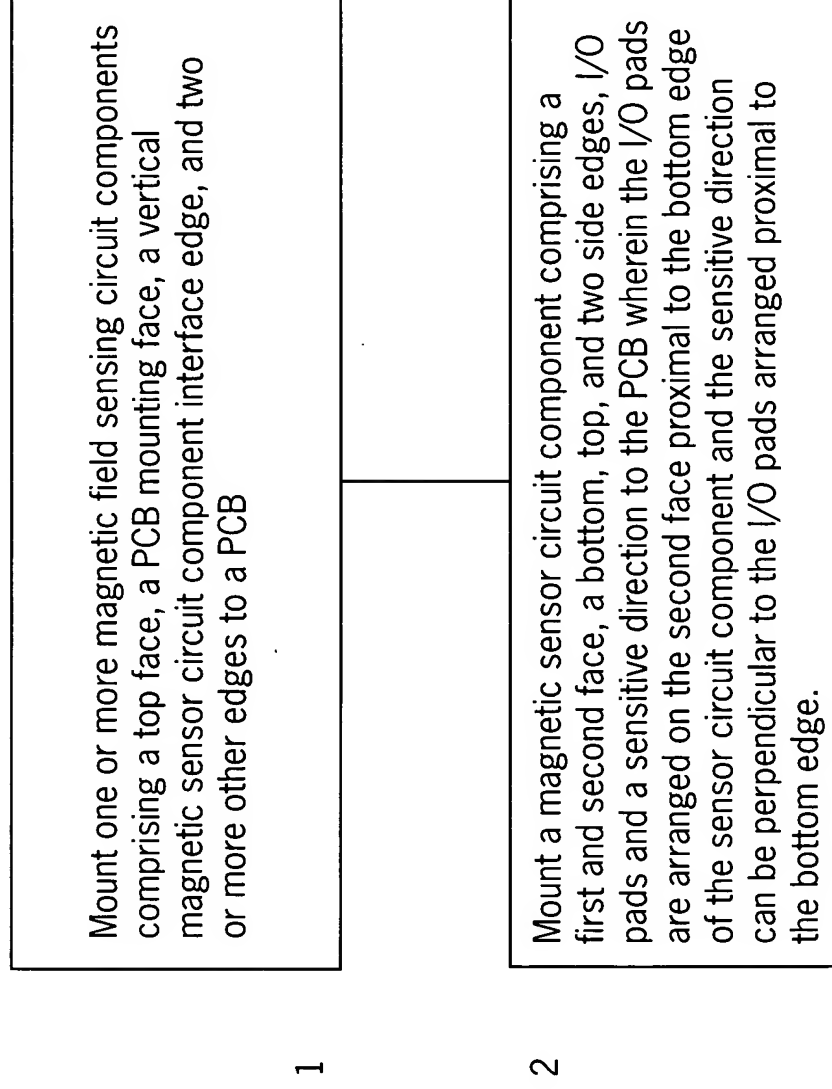 Mount one or more magnetic field sensing circuit components
comprising a top face, a PCB mounting face, a vertical
magnetic sensor circuit component interface edge, and two
or more other edges to a PCB
1
Mount a magnetic sensor circuit component comprising a
first and second face, a bottom, top, and two side edges, I/O
pads and a sensitive direction to the PCB wherein the I/O pads
are arranged on the second face proximal to the bottom edge
of the sensor circuit component and the sensitive direction
can be perpendicular to the I/O pads arranged proximal to
the bottom edge.
2